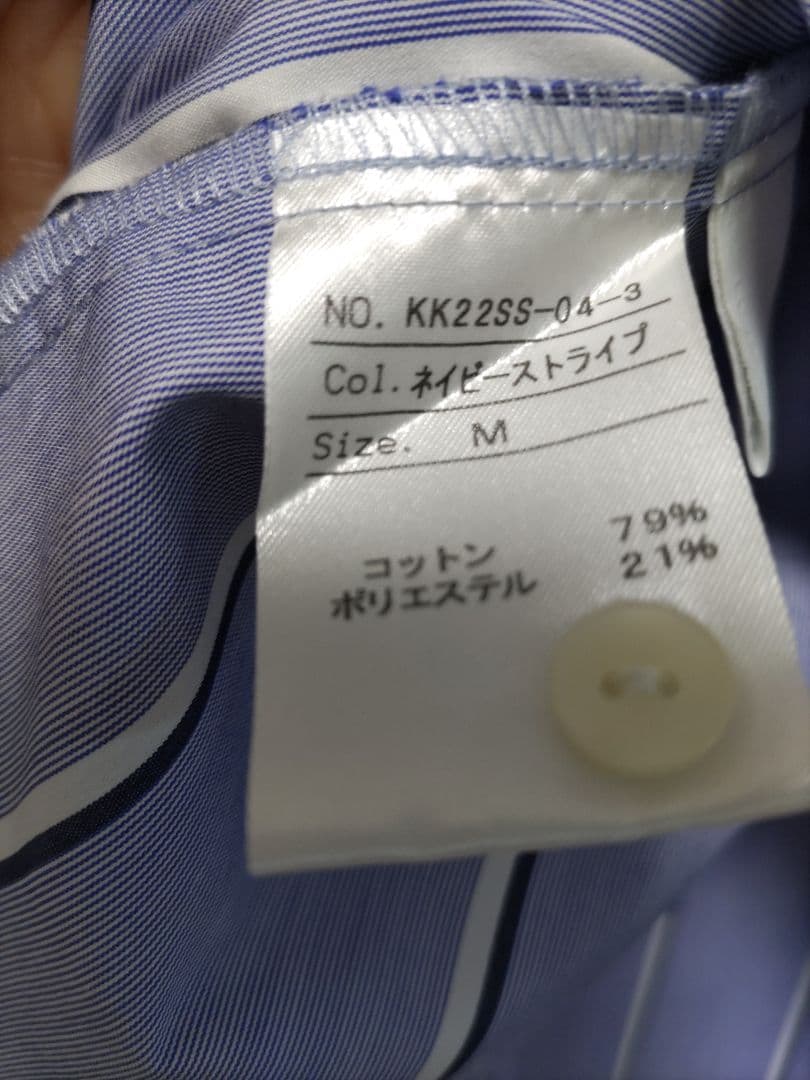 NO. KK22SS-04-3
Col. ネイビーストライプ
Size. M
コットン 79%
ポリエステル 21%